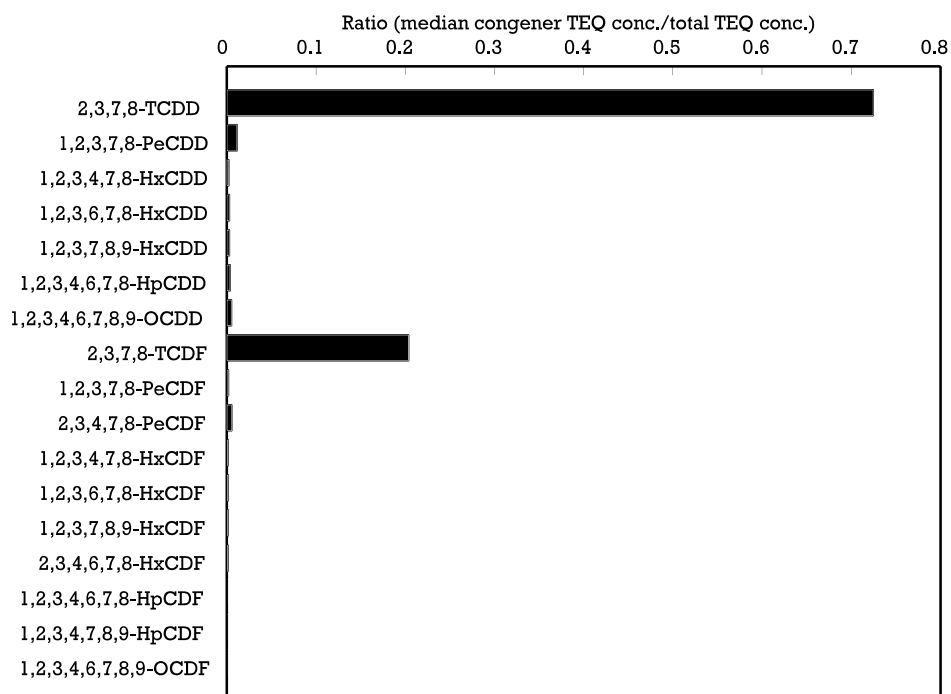 Ratio (median congener TEQ conc./total TEQ conc.)
0 0.1 0.2 0.3 0.4 0.5 0.6 0.7 0.8
2,3,7,8-TCDD
1,2,3,7,8-PeCDD
1,2,3,4,7,8-HxCDD
1,2,3,6,7,8-HxCDD
1,2,3,7,8,9-HxCDD
1,2,3,4,6,7,8-HpCDD
1,2,3,4,6,7,8,9-OCDD
2,3,7,8-TCDF
1,2,3,7,8-PeCDF
2,3,4,7,8-PeCDF
1,2,3,4,7,8-HxCDF
1,2,3,6,7,8-HxCDF
1,2,3,7,8,9-HxCDF
2,3,4,6,7,8-HxCDF
1,2,3,4,6,7,8-HpCDF
1,2,3,4,7,8,9-HpCDF
1,2,3,4,6,7,8,9-OCDF